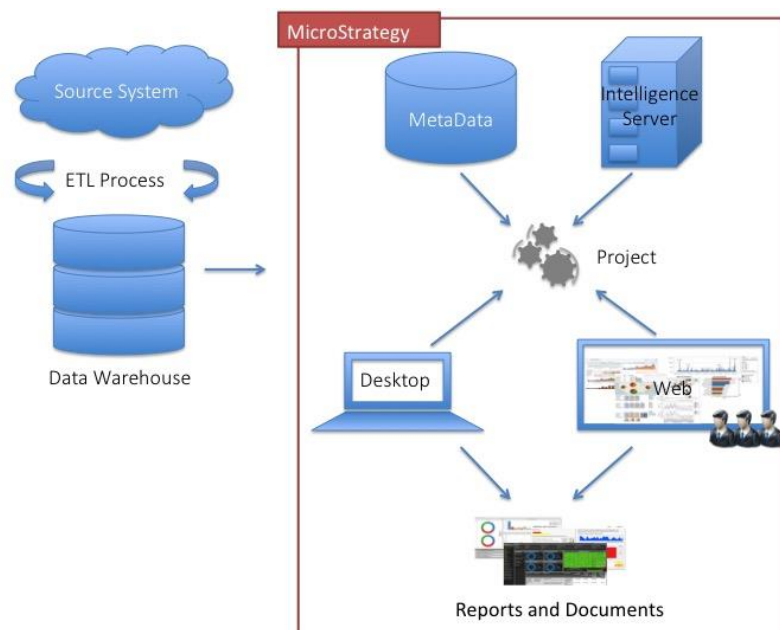 MicroStrategy
Source System
MetaData
Intelligence
Server
ETL Process
Project
Data Warehouse
Desktop
Web
Reports and Documents